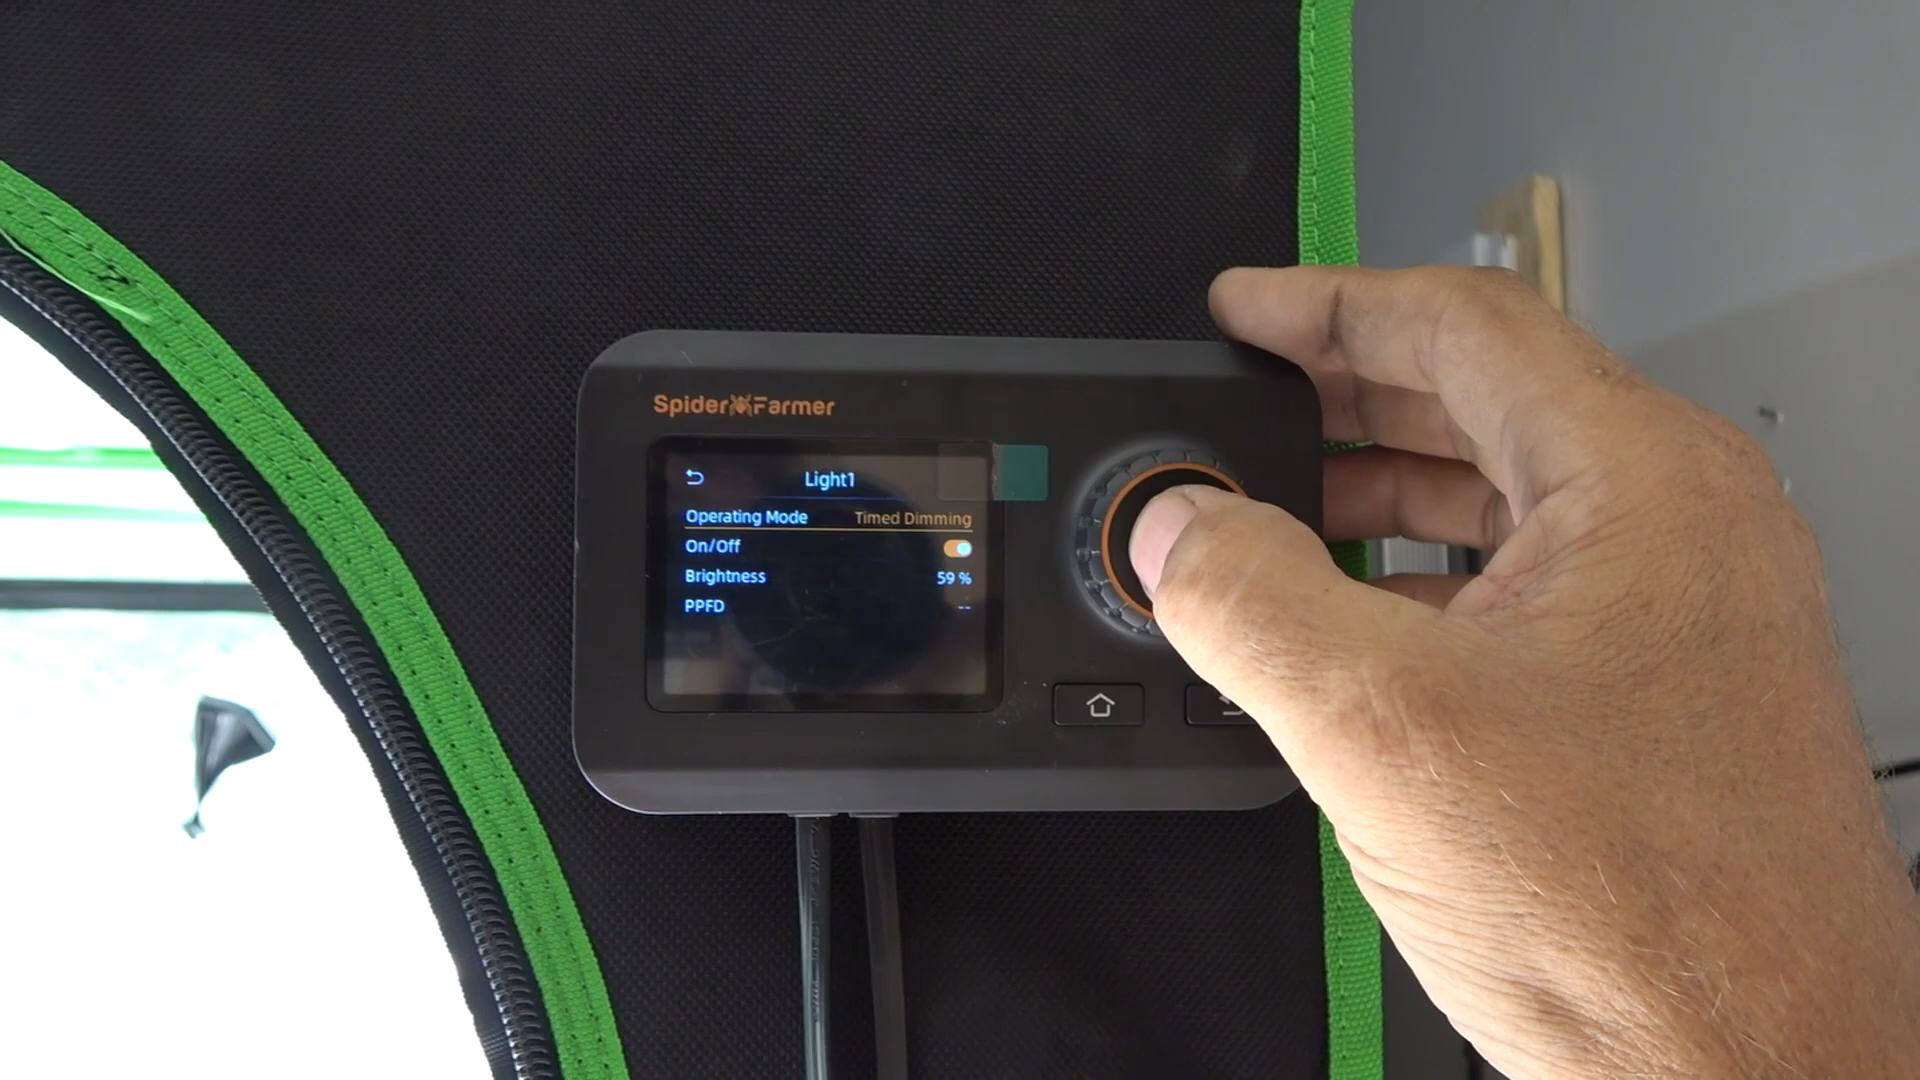 Spider Farmer
Light1
Operating Mode Timed Dimming
On/Off
Brightness 59 %
PPFD --